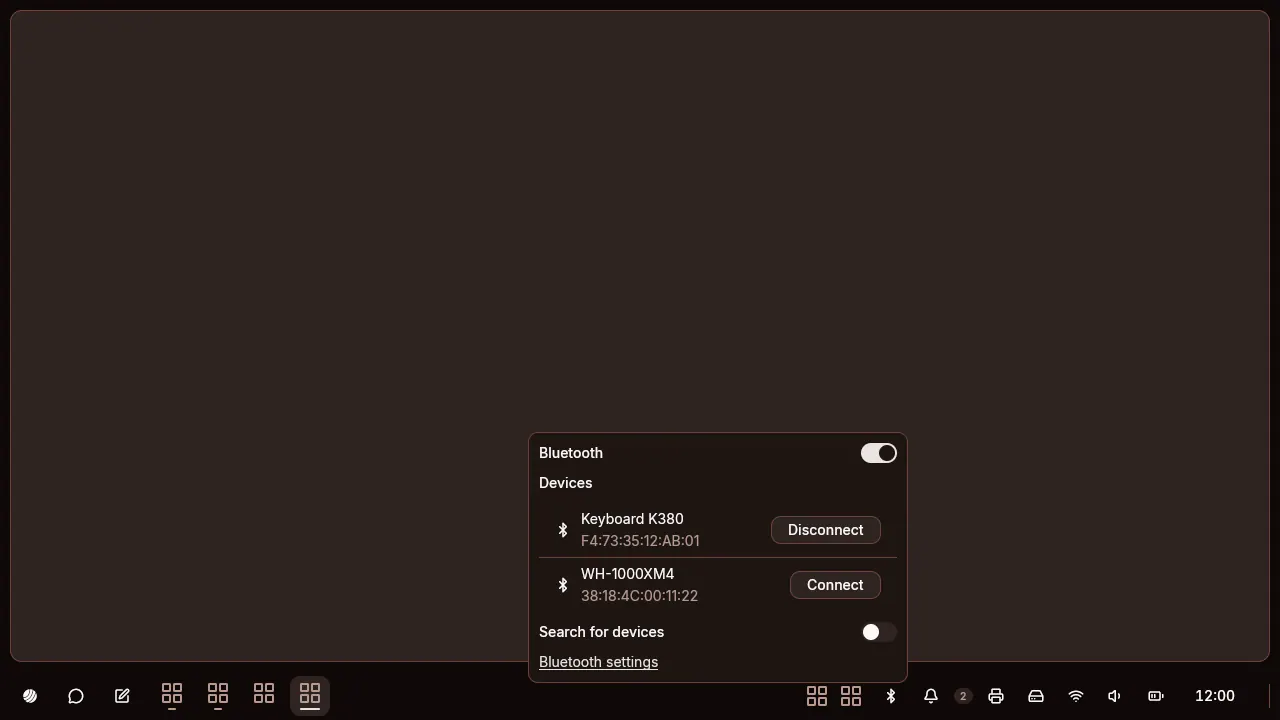 Bluetooth
Devices
Keyboard K380
F4:73:35:12:AB:01
Disconnect
WH-1000XM4
38:18:4C:00:11:22
Connect
Search for devices
Bluetooth settings
2
12:00